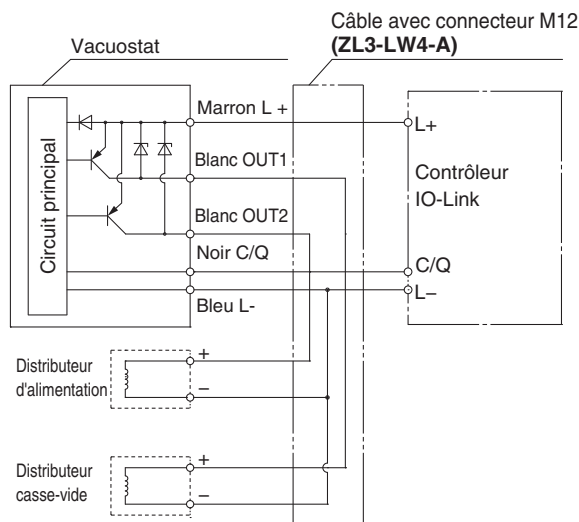 Câble avec connecteur M12
(ZL3-LW4-A)
Vacuostat
Marron L +
L+
Blanc OUT1
Contrôleur
IO-Link
Circuit principal
Blanc OUT2
Noir C/Q
C/Q
L–
Bleu L-
+
Distributeur
d'alimentation
–
+
Distributeur
casse-vide
–